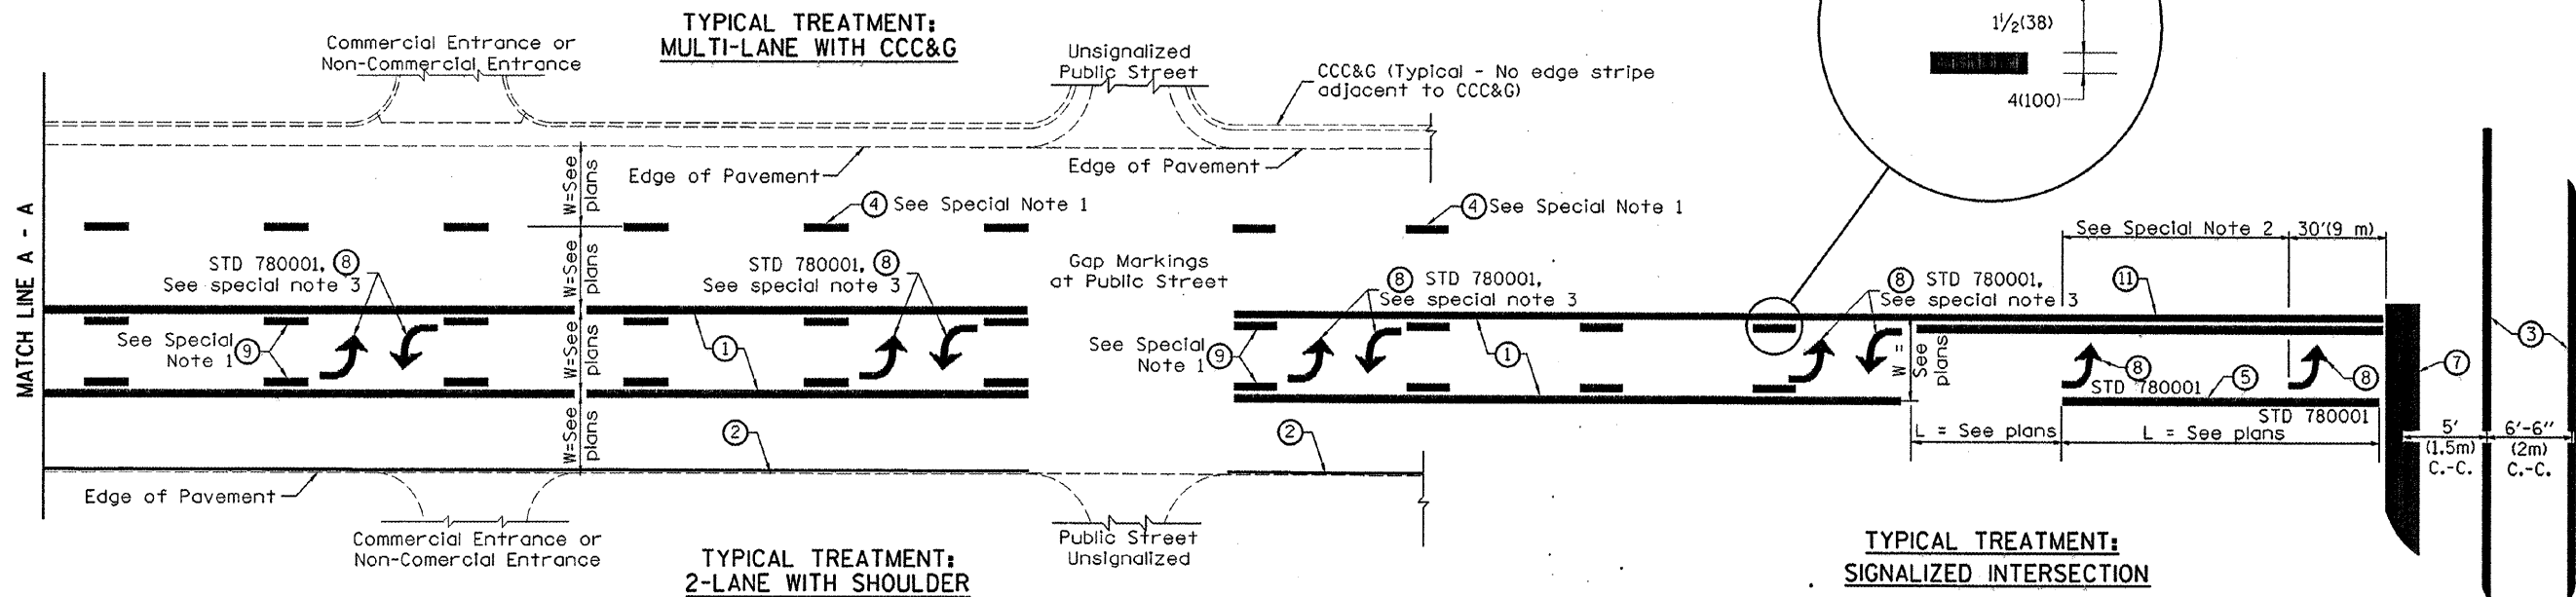 TYPICAL TREATMENT:
MULTI-LANE WITH CCC&G
Commercial Entrance or
Non-Commercial Entrance
Unsignalized
Public Street
CCC&G (Typical - No edge stripe
adjacent to CCC&G)
1½(38)
4(100)
Edge of Pavement
Edge of Pavement
W=See
plans
MATCH LINE A - A
4 See Special Note 1
4 See Special Note 1
W=See
plans
STD 780001, 8
See special note 3
STD 780001, 8
See special note 3
Gap Markings
at Public Street
8 STD 780001,
See special note 3
8 STD 780001,
See special note 3
See Special Note 2
30'(9 m)
11
3
See Special
Note 1 9
W=See
plans
1
See Special
Note 1 9
1
W =
See
plans
8
STD 780001
5
8
STD 780001
7
W=See
plans
2
2
L = See plans
L = See plans
5'
(1.5m)
C.-C.
6'-6"
(2m)
C.-C.
Edge of Pavement
Commercial Entrance or
Non-Comercial Entrance
Public Street
Unsignalized
TYPICAL TREATMENT:
2-LANE WITH SHOULDER
TYPICAL TREATMENT:
SIGNALIZED INTERSECTION